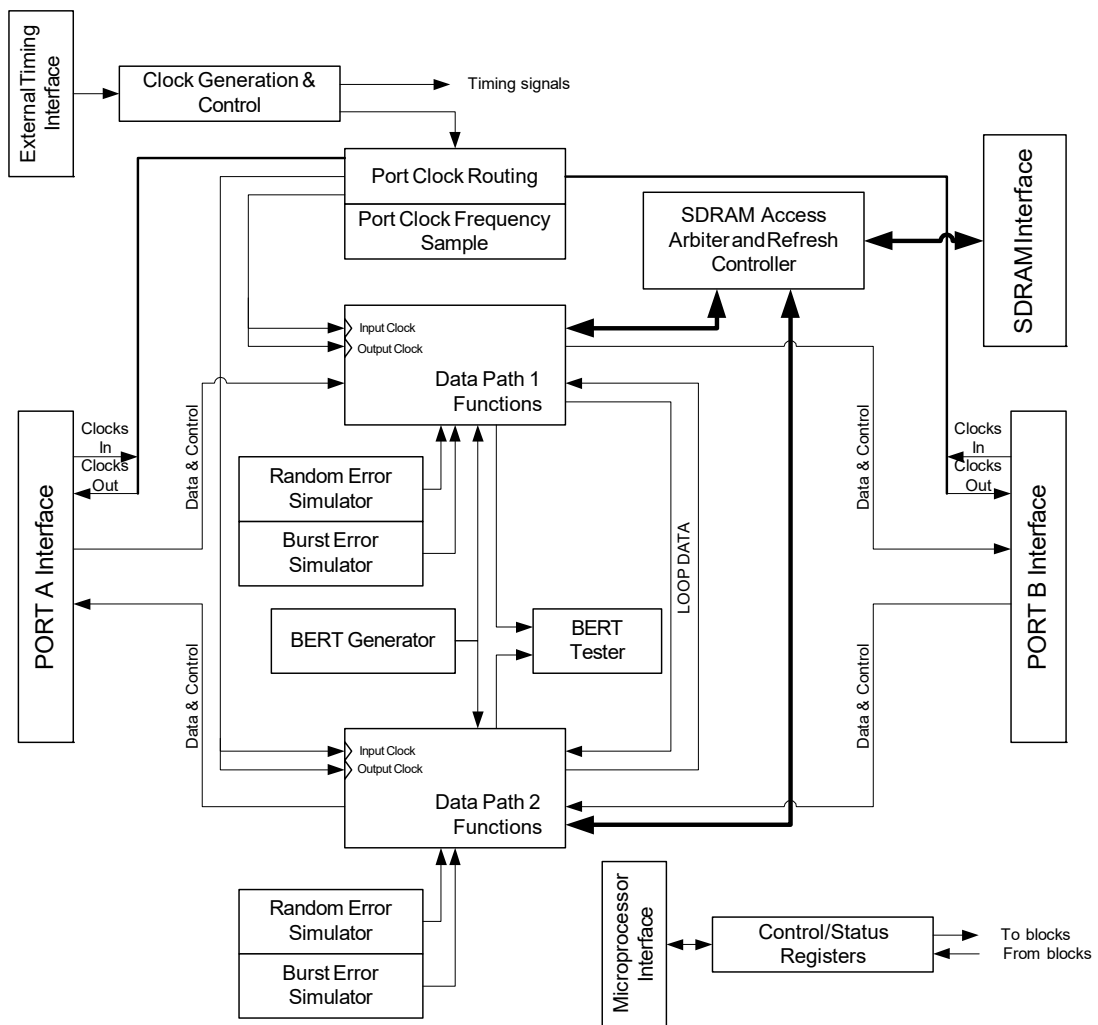 External Timing
Interface
Clock Generation &
Control
Timing signals
Port Clock Routing
Port Clock Frequency
Sample
SDRAM Access
Arbiter and Refresh
Controller
SDRAM Interface
Input Clock
Output Clock
Data Path 1
Functions
PORT A Interface
Clocks
In
Clocks
Out
Data & Control
Data & Control
Random Error
Simulator
Burst Error
Simulator
BERT Generator
BERT
Tester
LOOP DATA
Data & Control
Data & Control
Clocks
In
Clocks
Out
PORT B Interface
Input Clock
Output Clock
Data Path 2
Functions
Random Error
Simulator
Burst Error
Simulator
Microprocessor
Interface
Control/Status
Registers
To blocks
From blocks